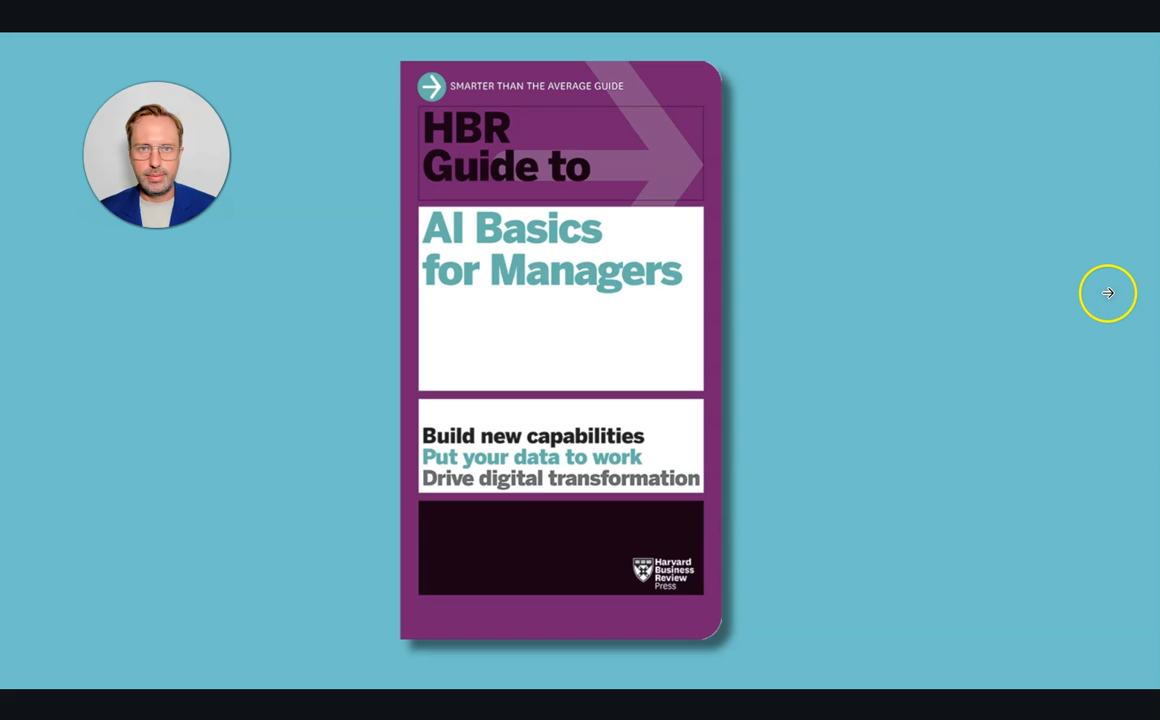 SMARTER THAN THE AVERAGE GUIDE
HBR
Guide to
AI Basics
for Managers
Build new capabilities
Put your data to work
Drive digital transformation
Harvard
Business
Review
Press